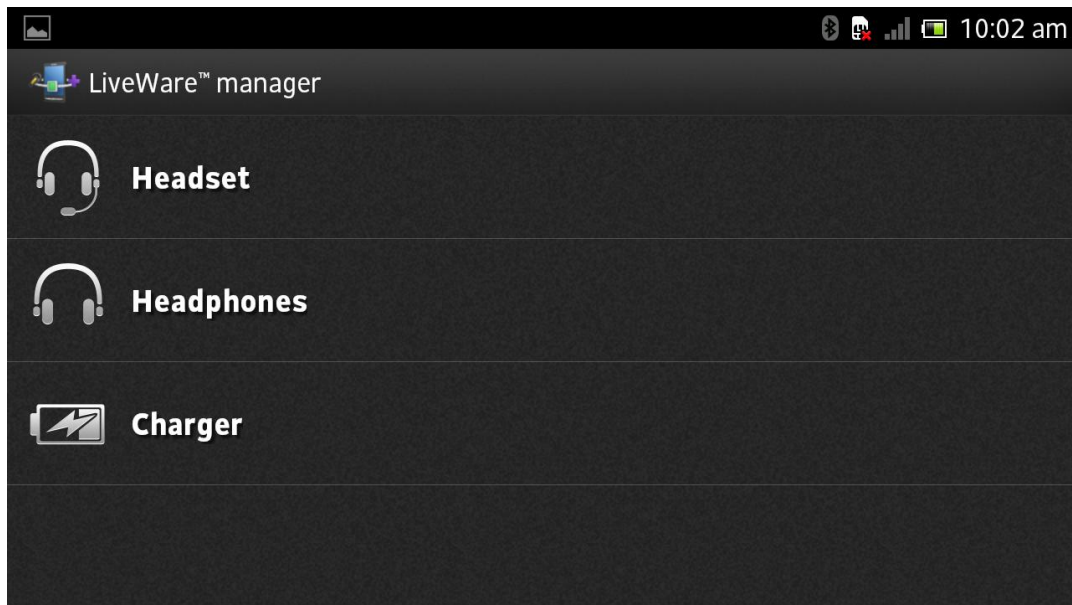 10:02 am
LiveWare™ manager
Headset
Headphones
Charger